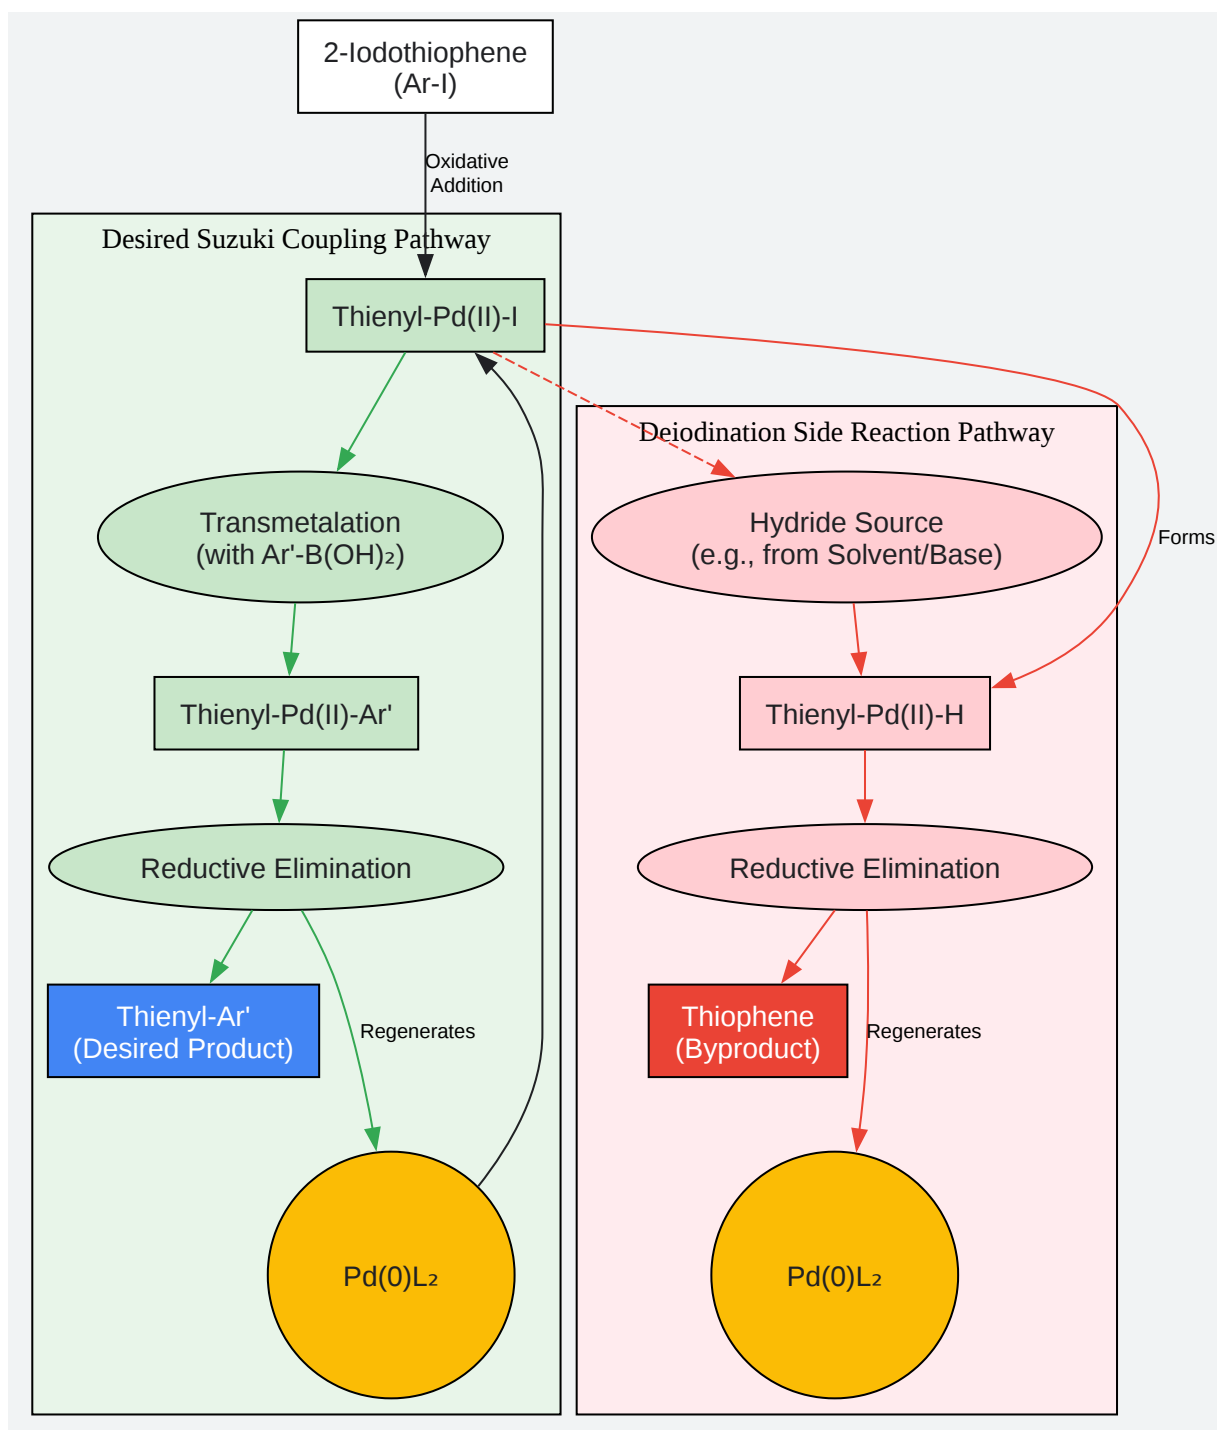 2-Iodothiophene
(Ar-I)
Oxidative
Addition
Desired Suzuki Coupling Pathway
Thienyl-Pd(II)-I
Deiodination Side Reaction Pathway
Transmetalation
(with Ar'-B(OH)₂)
Hydride Source
(e.g., from Solvent/Base)
Forms
Thienyl-Pd(II)-Ar'
Thienyl-Pd(II)-H
Reductive Elimination
Reductive Elimination
Thienyl-Ar'
(Desired Product)
Regenerates
Thiophene
(Byproduct)
Regenerates
Pd(0)L₂
Pd(0)L₂